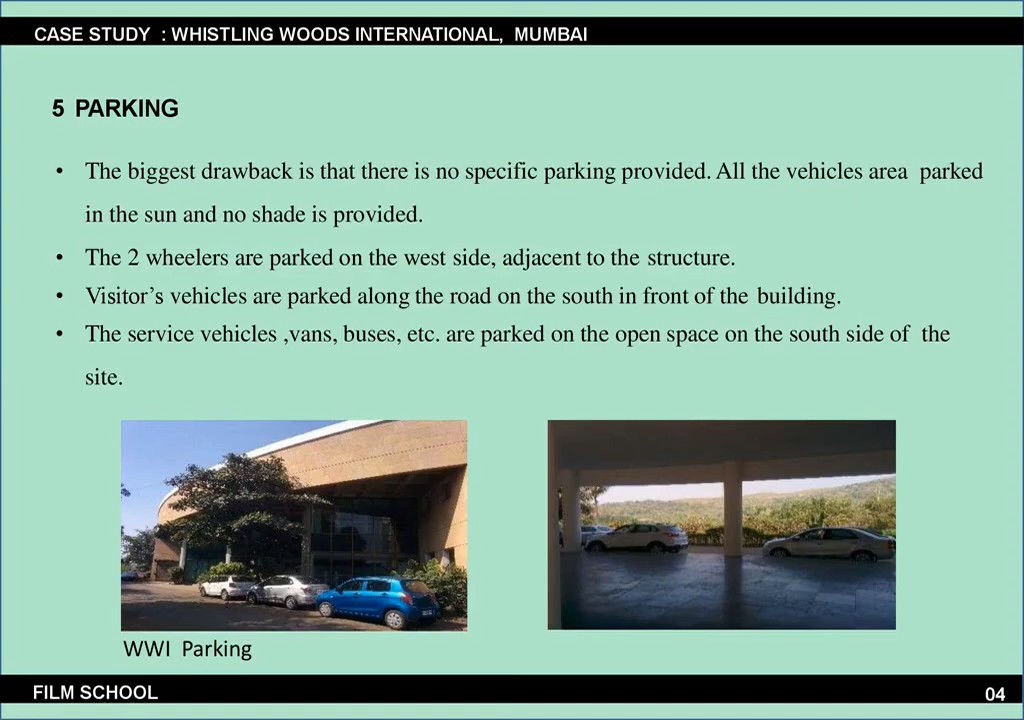 CASE STUDY : WHISTLING WOODS INTERNATIONAL, MUMBAI
5 PARKING
• The biggest drawback is that there is no specific parking provided. All the vehicles area parked
in the sun and no shade is provided.
• The 2 wheelers are parked on the west side, adjacent to the structure.
• Visitor’s vehicles are parked along the road on the south in front of the building.
• The service vehicles ,vans, buses, etc. are parked on the open space on the south side of the
site.
WWI Parking
FILM SCHOOL
04